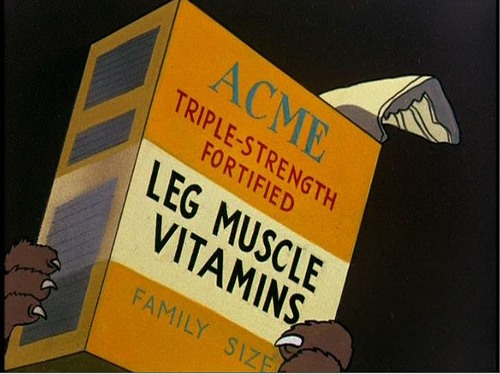 ACME
TRIPLE-STRENGTH
FORTIFIED
LEG MUSCLE
VITAMINS
FAMILY SIZE